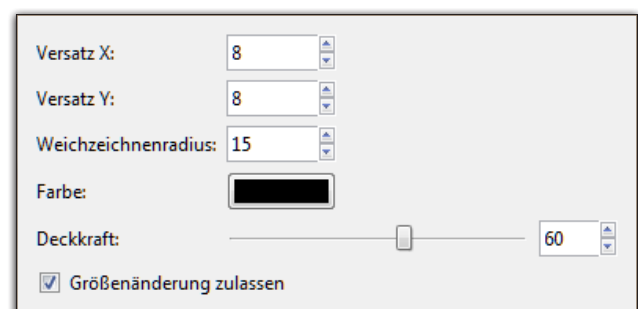 Versatz X: 8
Versatz Y: 8
Weichzeichnenradius: 15
Farbe:
Deckkraft: 60
Größenänderung zulassen